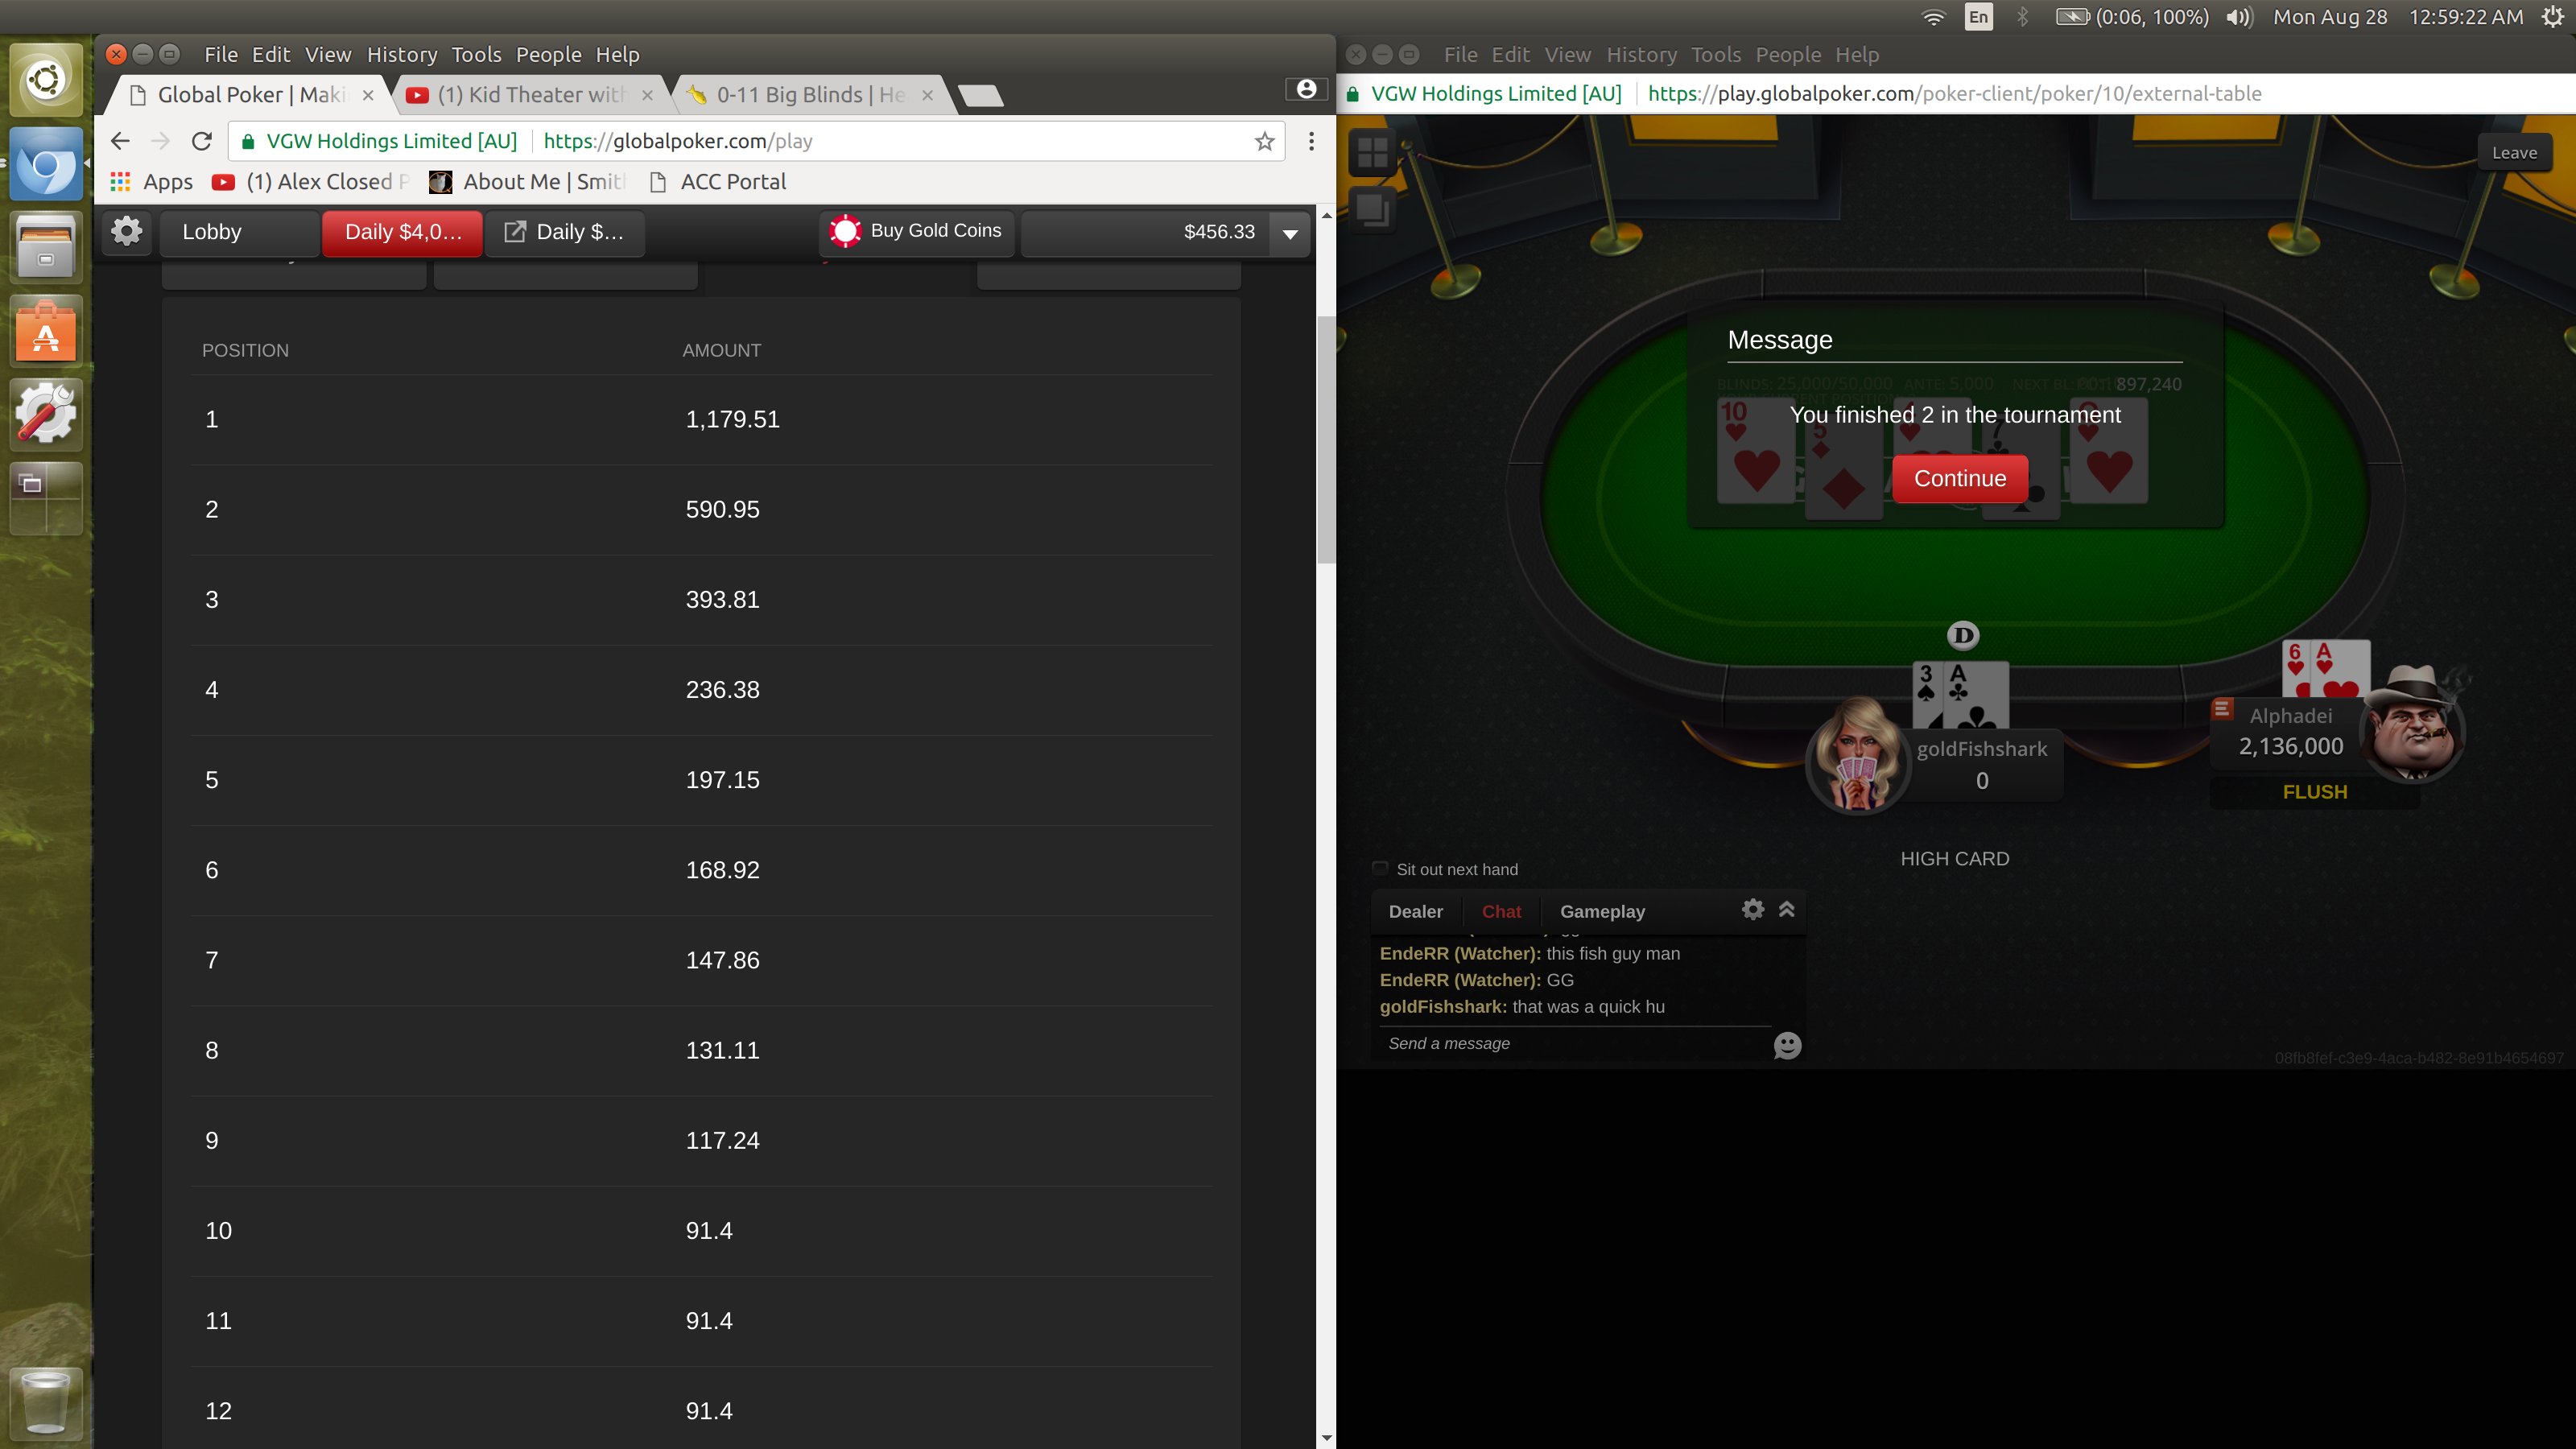 En (0:06, 100%) Mon Aug 28 12:59:22 AM
File Edit View History Tools People Help
Global Poker | Maki
(1) Kid Theater with
0-11 Big Blinds | He
VGW Holdings Limited [AU] https://globalpoker.com/play
Apps (1) Alex Closed P About Me | Smith ACC Portal
Lobby Daily $4,0... Daily $... Buy Gold Coins $456.33
POSITION AMOUNT
1 1,179.51
2 590.95
3 393.81
4 236.38
5 197.15
6 168.92
7 147.86
8 131.11
9 117.24
10 91.4
11 91.4
12 91.4
File Edit View History Tools People Help
VGW Holdings Limited [AU] https://play.globalpoker.com/poker-client/poker/10/external-table
Leave
Message
BLINDS: 25,000/50,000 ANTE: 5,000 NEXT BL: 897,240
You finished 2 in the tournament
10 5 7
Continue
D
3 A
goldFishshark
0
6 A
Alphadei
2,136,000
FLUSH
HIGH CARD
Sit out next hand
Dealer Chat Gameplay
EndeRR (Watcher): this fish guy man
EndeRR (Watcher): GG
goldFishshark: that was a quick hu
Send a message
08fb8fef-c3e9-4aca-b482-8e91b4654697